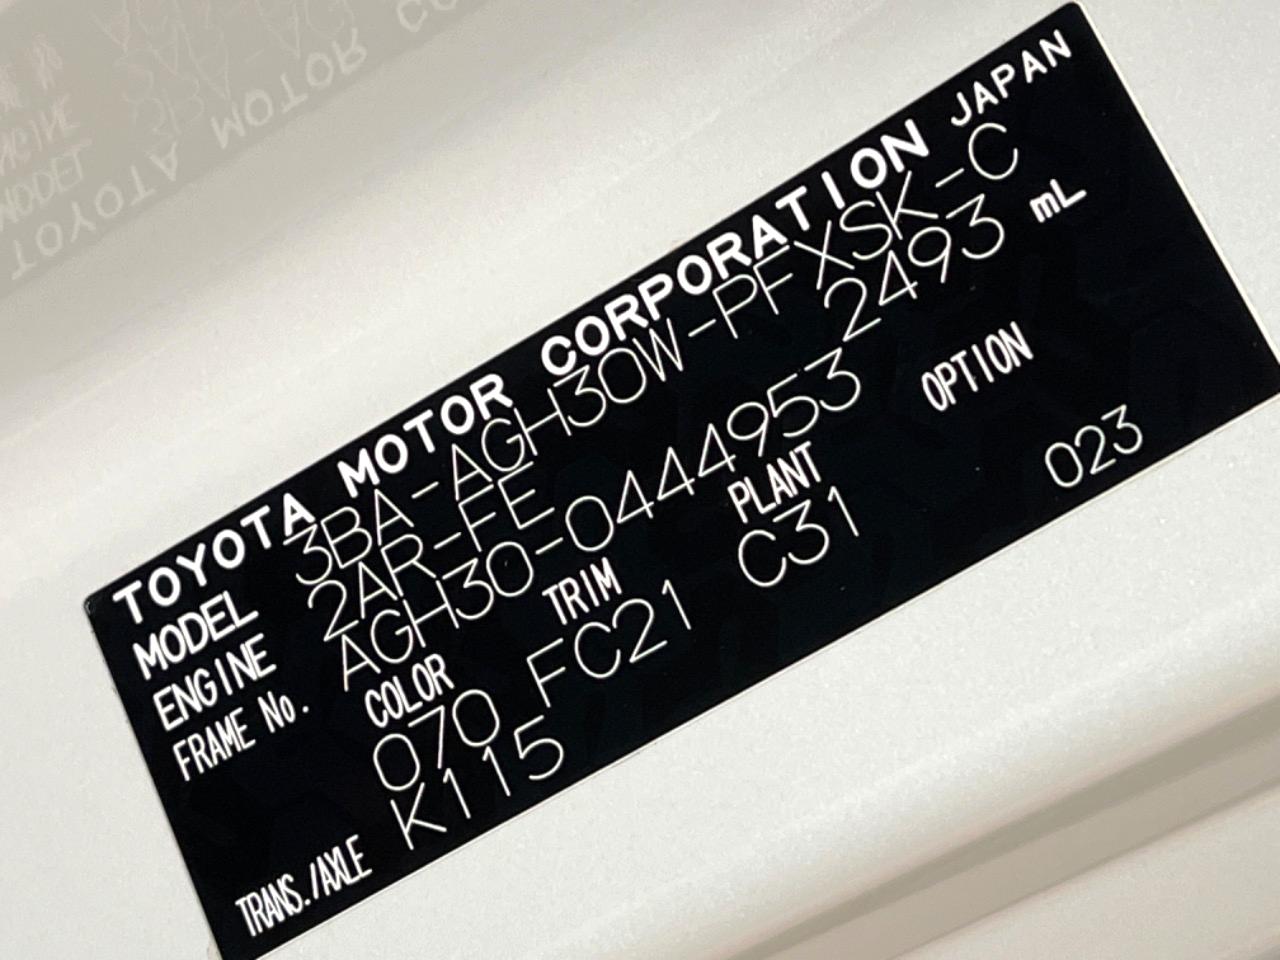 TOYOTA MOTOR CORPORATION JAPAN
MODEL 3BA-AGH30W-PFXSK-C
ENGINE 2AR-FE 2493 mL
FRAME No. AGH30-0444953
COLOR TRIM PLANT OPTION
070 FC21 C31 023
TRANS./AXLE K115